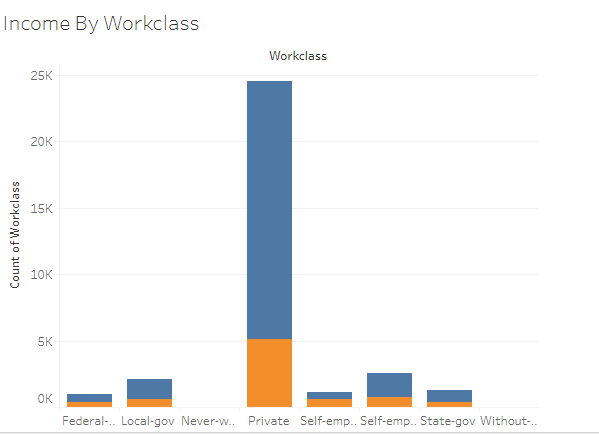 Income By Workclass
Workclass
25K
20K
15K
10K
5K
0K
Count of Workclass
Federal-.. Local-gov Never-w.. Private Self-emp.. Self-emp.. State-gov Without-..